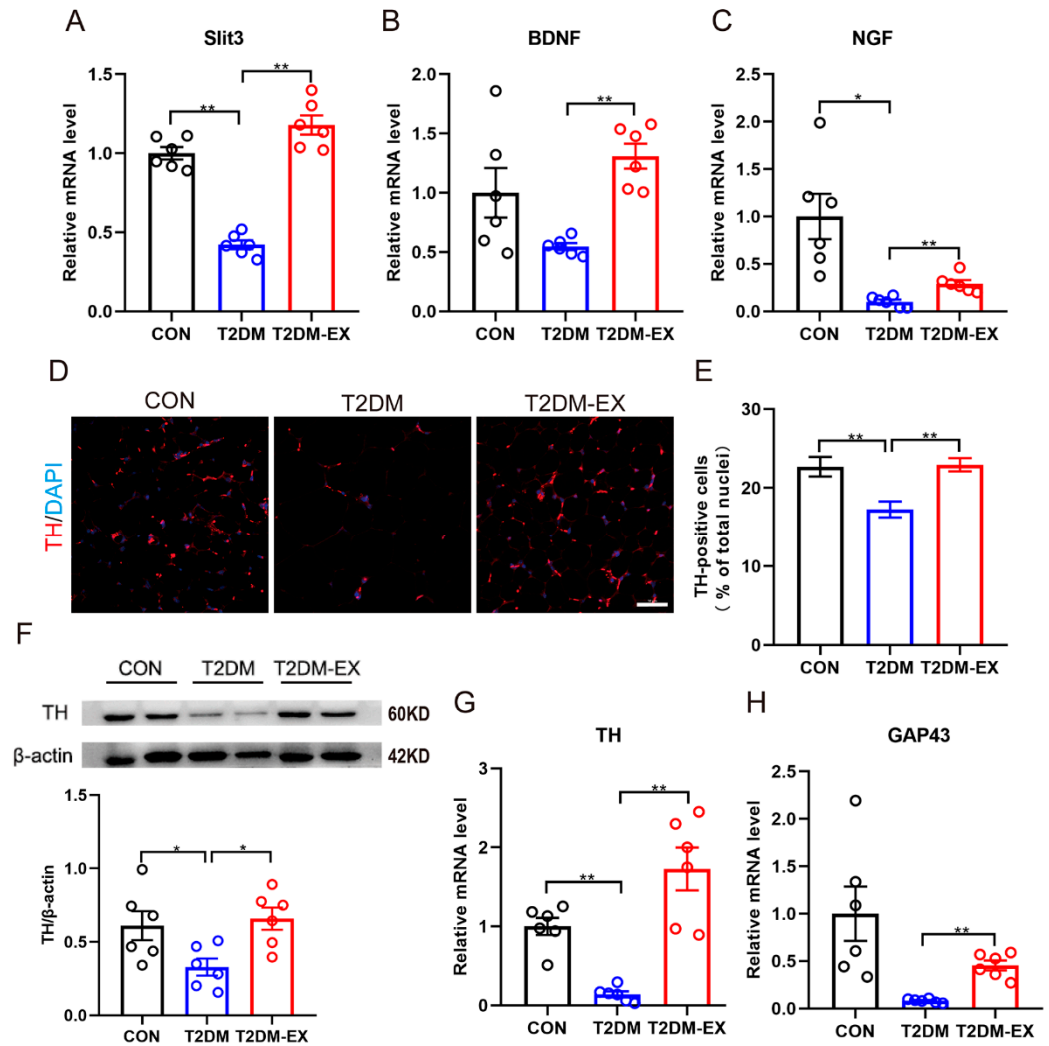 A
Slit3
Relative mRNA level
1.5
1.0
0.5
0.0
**
**
CON T2DM T2DM-EX
B
BDNF
Relative mRNA level
2.0
1.5
1.0
0.5
0.0
**
CON T2DM T2DM-EX
C
NGF
Relative mRNA level
2.5
2.0
1.5
1.0
0.5
0.0
*
**
CON T2DM T2DM-EX
D
CON T2DM T2DM-EX
TH/DAPI
E
TH-positive cells
( % of total nuclei)
30
20
10
0
** **
CON T2DM T2DM-EX
F
CON T2DM T2DM-EX
TH 60KD
β-actin 42KD
TH/β-actin
1.5
1.0
0.5
0.0
* *
CON T2DM T2DM-EX
G
TH
Relative mRNA level
3
2
1
0
**
**
CON T2DM T2DM-EX
H
GAP43
Relative mRNA level
2.5
2.0
1.5
1.0
0.5
0.0
**
CON T2DM T2DM-EX